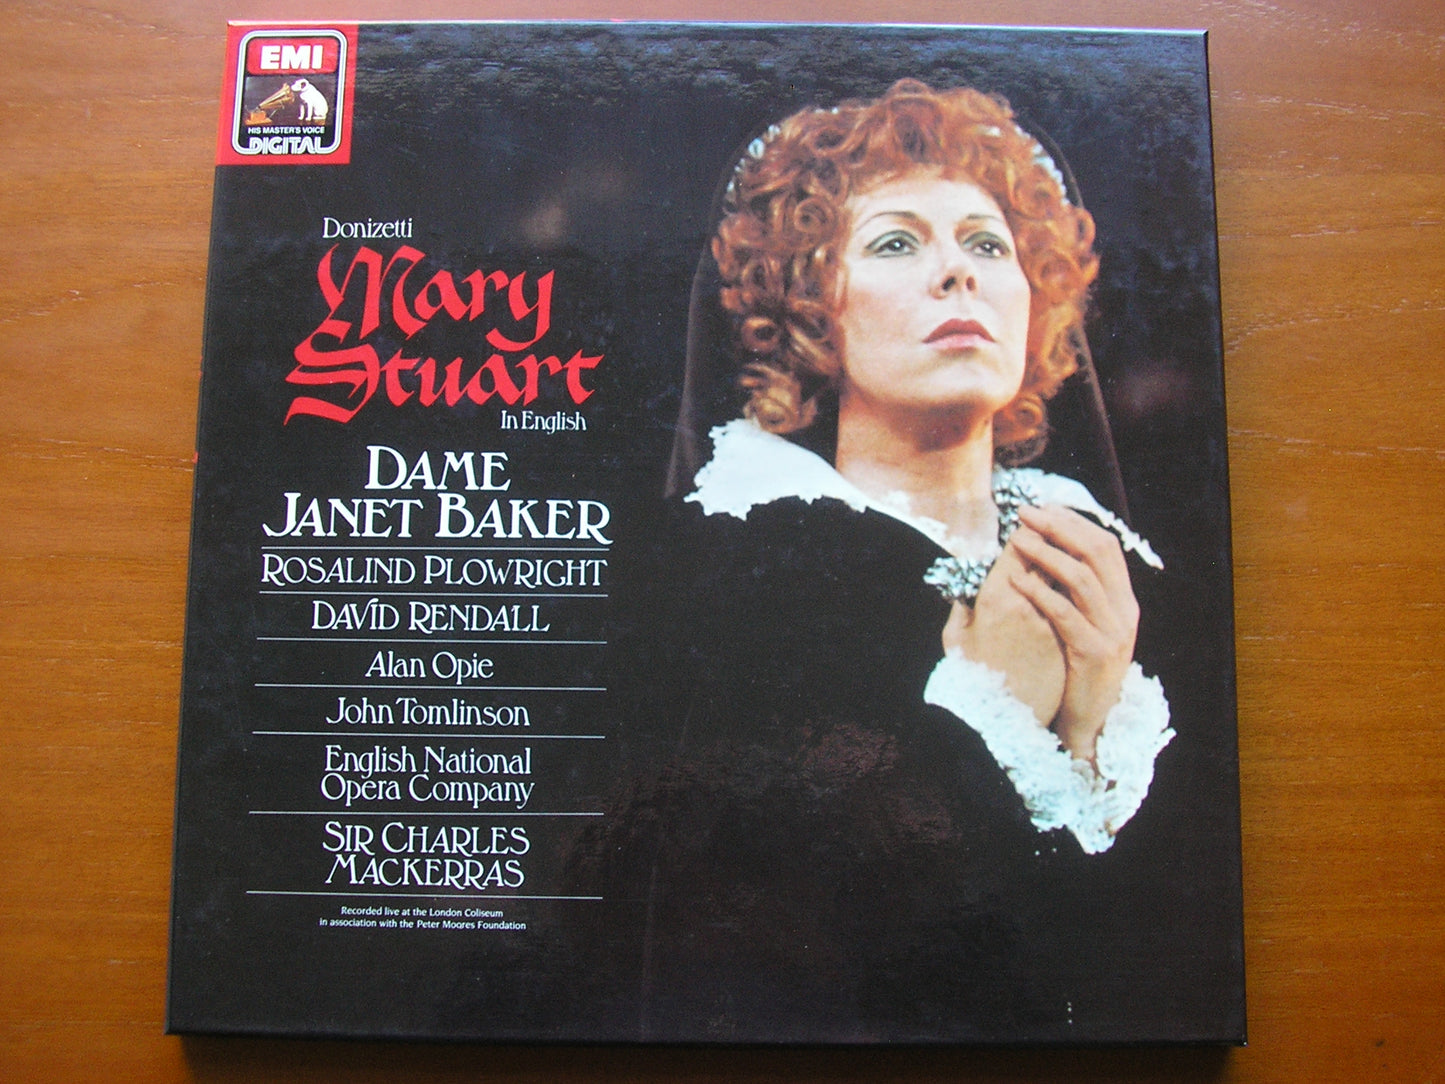 EMI
HIS MASTER'S VOICE
DIGITAL
Donizetti
Mary
Stuart
In English
DAME
JANET BAKER
ROSALIND PLOWRIGHT
DAVID RENDALL
Alan Opie
John Tomlinson
English National
Opera Company
SIR CHARLES
MACKERRAS
Recorded live at the London Coliseum
in association with the Peter Moores Foundation